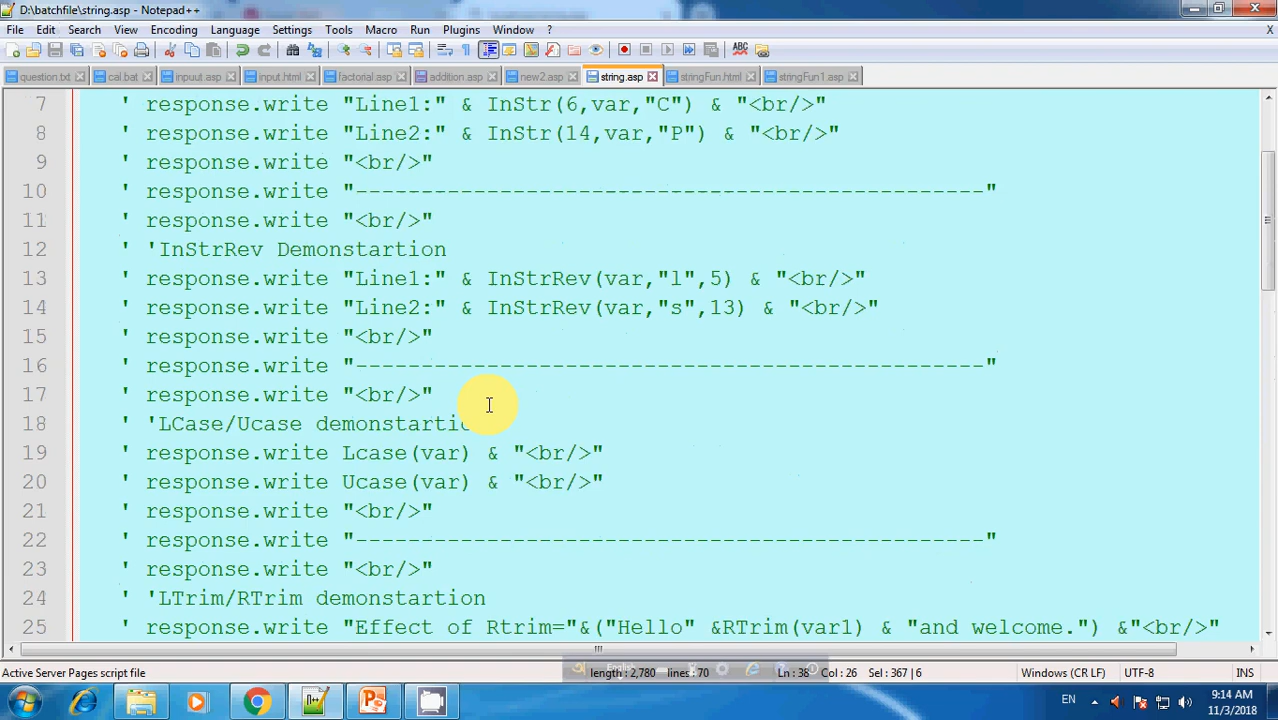 D:\batchfile\string.asp - Notepad++
File Edit Search View Encoding Language Settings Tools Macro Run Plugins Window ? X
question.txt cal.bat inpuut.asp input.html factorial.asp addition.asp new2.asp string.asp stringFun.html stringFun1.asp
7 ' response.write "Line1:" & InStr(6,var,"C") & "<br/>"
8 ' response.write "Line2:" & InStr(14,var,"P") & "<br/>"
9 ' response.write "<br/>"
10 ' response.write "------------------------------------------------"
11 ' response.write "<br/>"
12 ' 'InStrRev Demonstartion
13 ' response.write "Line1:" & InStrRev(var,"l",5) & "<br/>"
14 ' response.write "Line2:" & InStrRev(var,"s",13) & "<br/>"
15 ' response.write "<br/>"
16 ' response.write "------------------------------------------------"
17 ' response.write "<br/>"
18 ' 'LCase/Ucase demonstartio
19 ' response.write Lcase(var) & "<br/>"
20 ' response.write Ucase(var) & "<br/>"
21 ' response.write "<br/>"
22 ' response.write "------------------------------------------------"
23 ' response.write "<br/>"
24 ' 'LTrim/RTrim demonstartion
25 ' response.write "Effect of Rtrim="&("Hello" &RTrim(var1) & "and welcome.") &"<br/>"
Active Server Pages script file English length : 2,780 lines : 70 Ln : 38 Col : 26 Sel : 367 | 6 Windows (CR LF) UTF-8 INS
EN 9:14 AM
11/3/2018